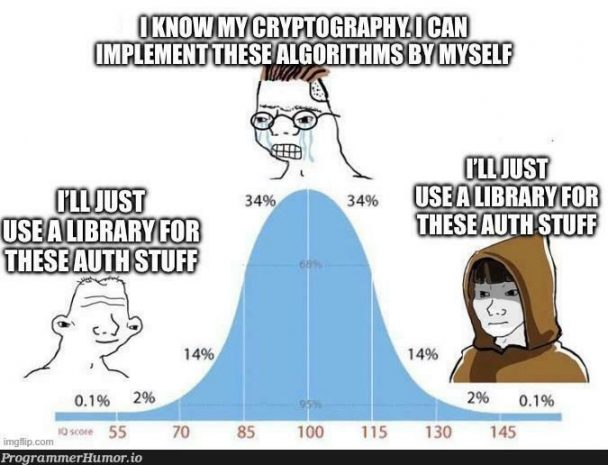 I KNOW MY CRYPTOGRAPHY. I CAN
IMPLEMENT THESE ALGORITHMS BY MYSELF
I'LL JUST
USE A LIBRARY FOR
THESE AUTH STUFF
I'LL JUST
USE A LIBRARY FOR
THESE AUTH STUFF
34% 34%
68%
14% 14%
0.1% 2% 95% 2% 0.1%
IQ score 55 70 85 100 115 130 145
imgflip.com
ProgrammerHumor.io